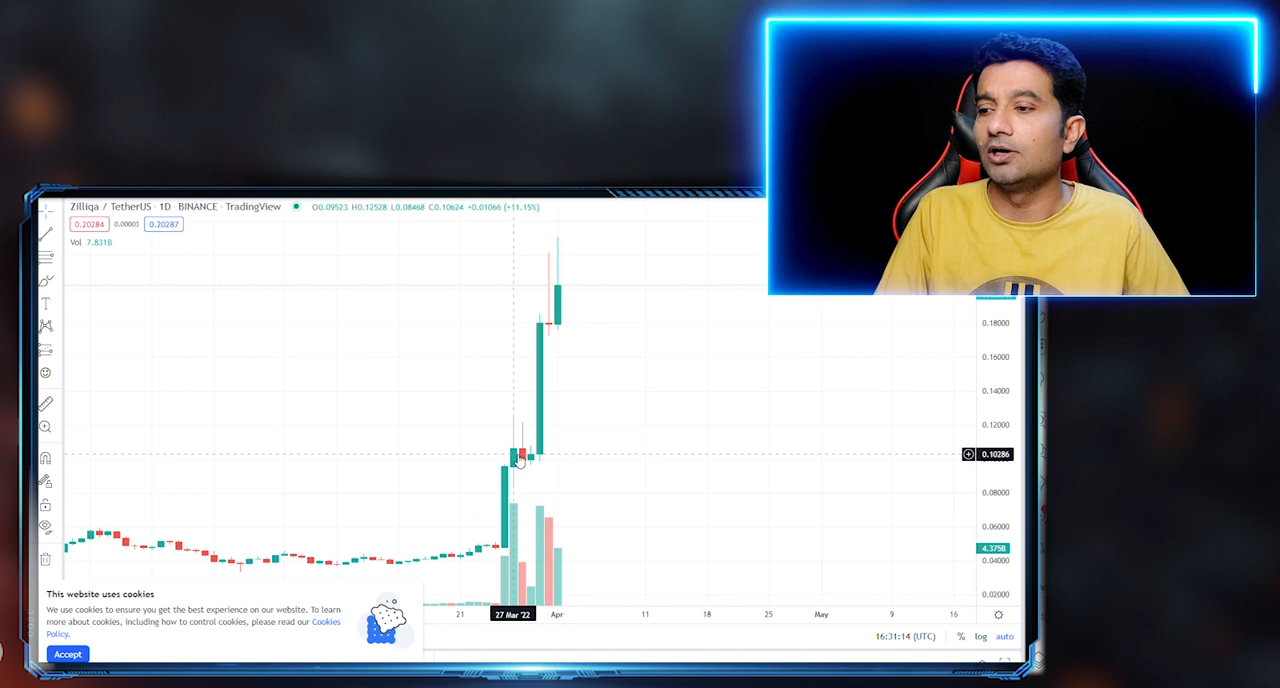 Zilliqa / TetherUS · 1D · BINANCE · TradingView
O0.09523 H0.12528 L0.08468 C0.10624 +0.01066 (+11.15%)
0.20284 0.00003 0.20287
Vol 7.831B
0.18000
0.16000
0.14000
0.12000
0.10286
0.08000
0.06000
4.375B
0.04000
0.02000
This website uses cookies
We use cookies to ensure you get the best experience on our website. To learn
more about cookies, including how to control cookies, please read our Cookies
Policy.
Accept
21 27 Mar '22 Apr 11 18 25 May 9 16
16:31:14 (UTC) % log auto